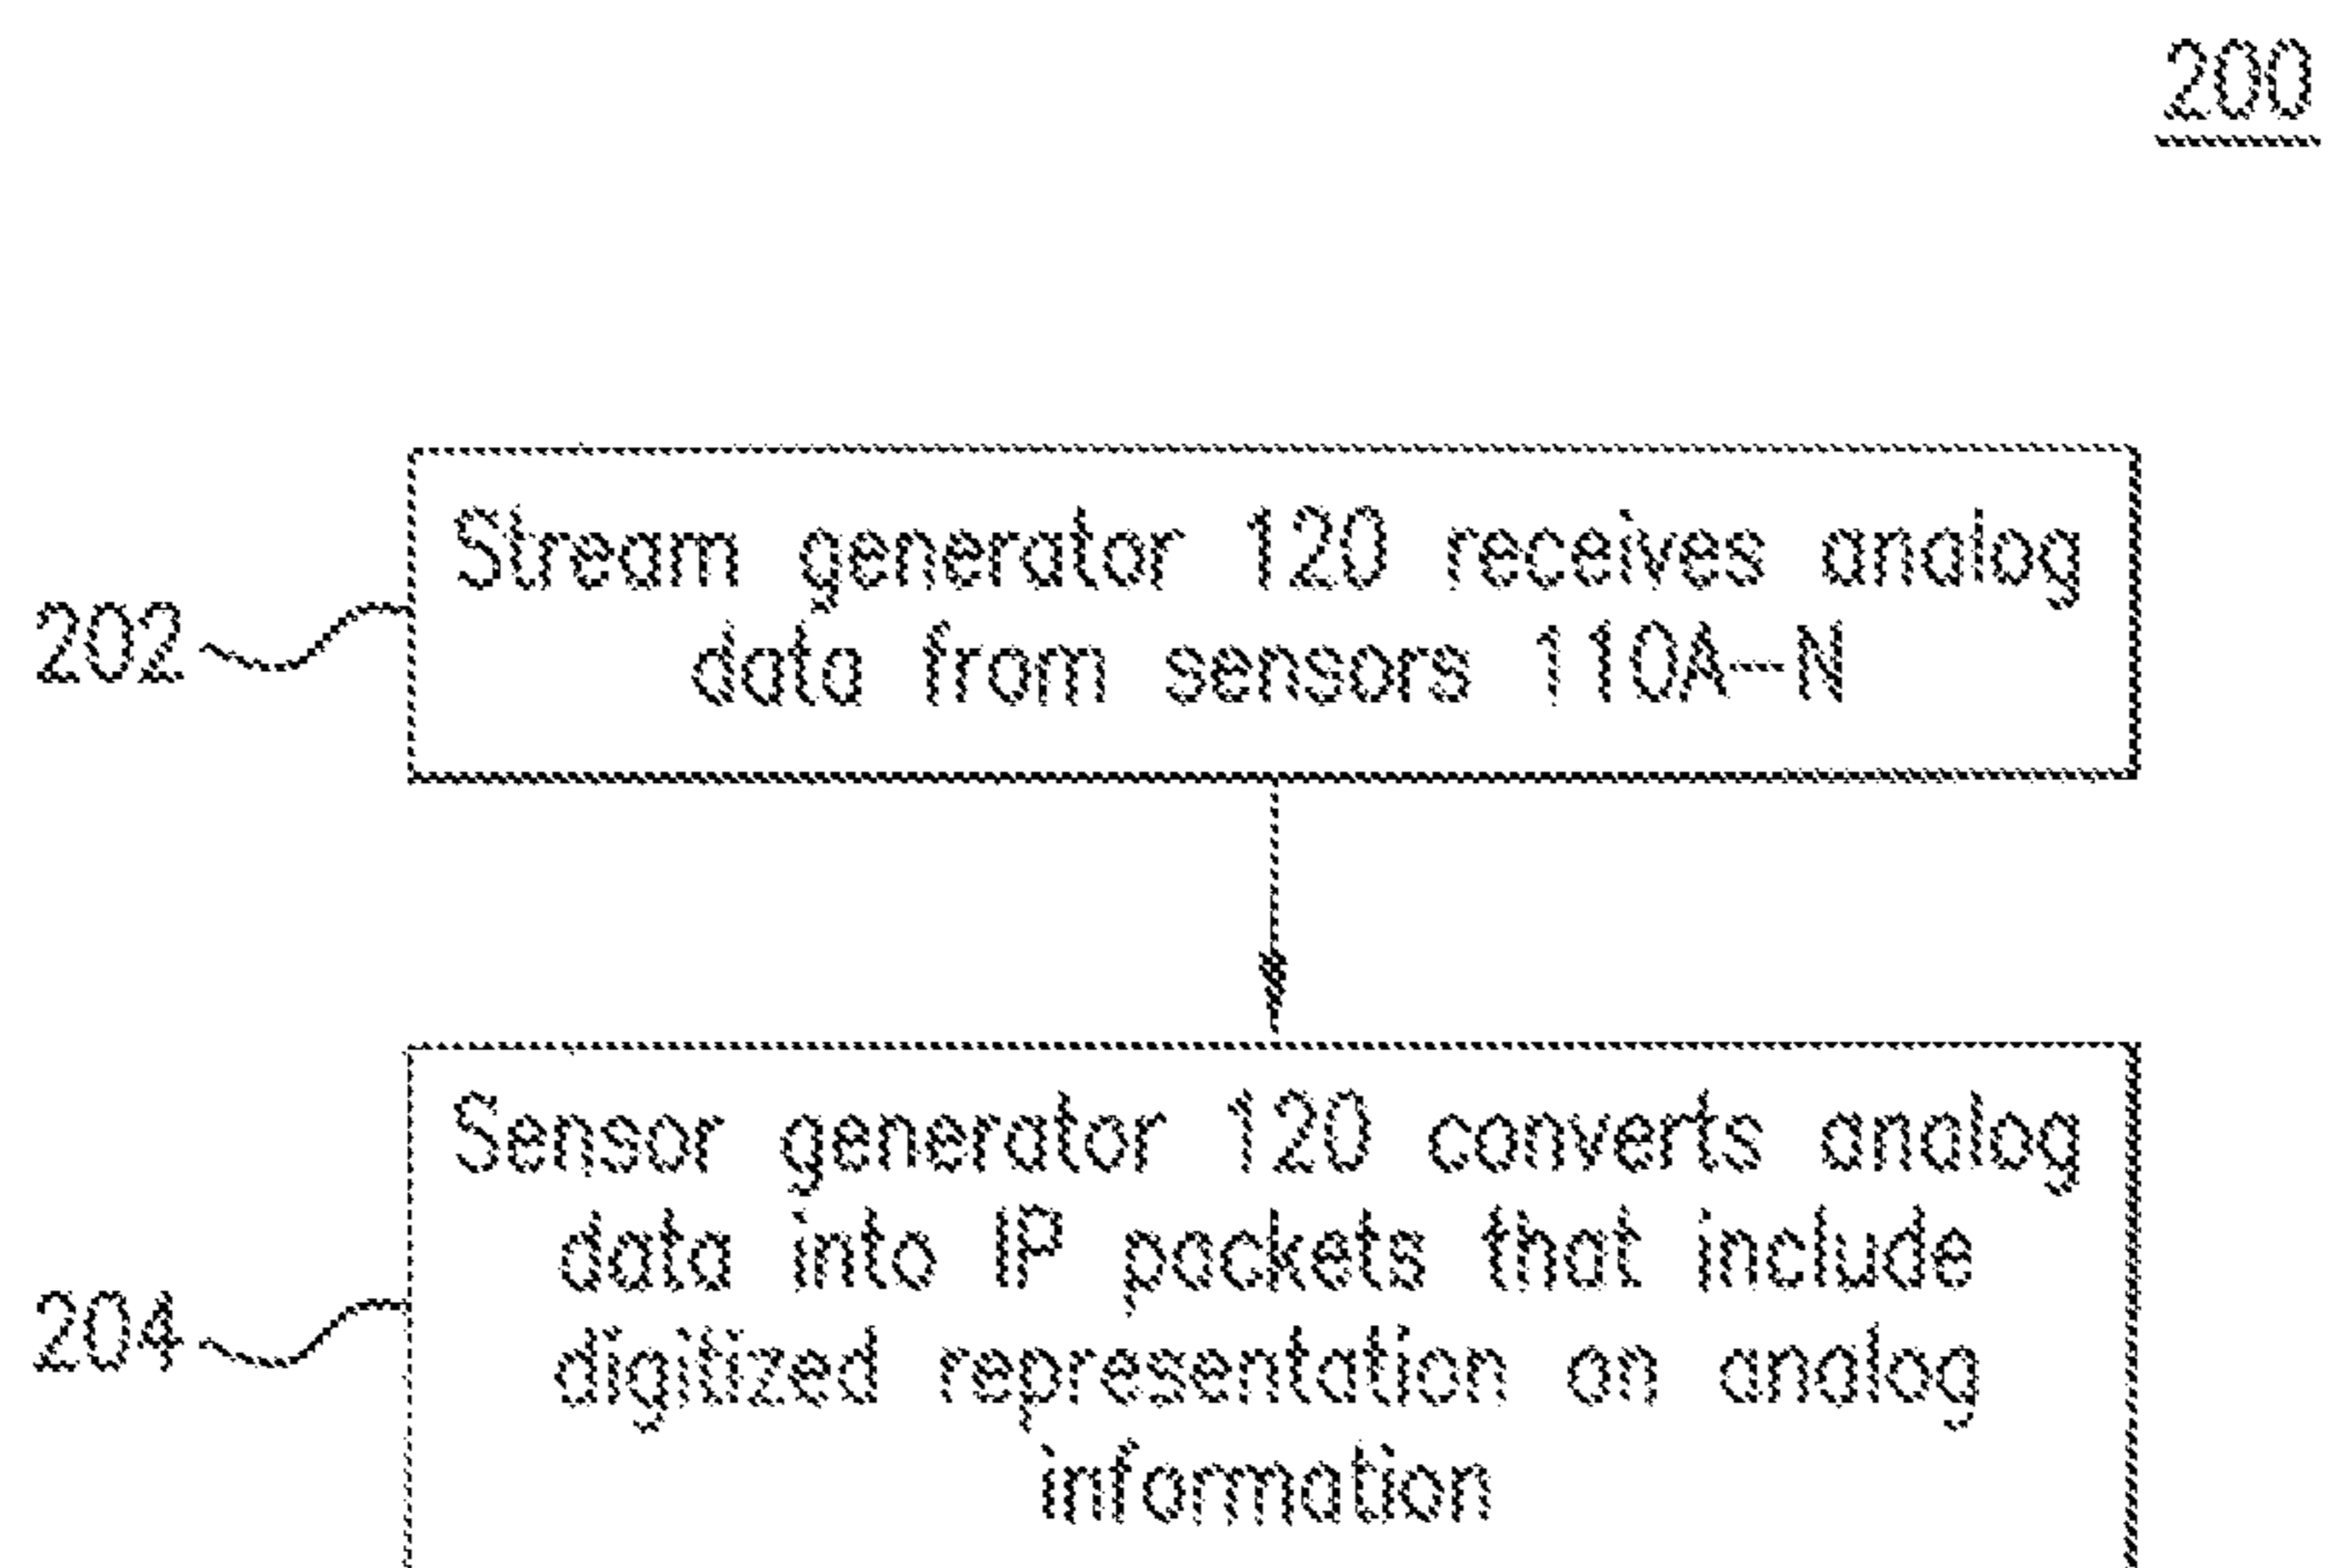 200
Stream generator 120 receives analog
data from sensors 110A-N
202
Sensor generator 120 converts analog
data into IP packets that include
digitized representation on analog
information
204